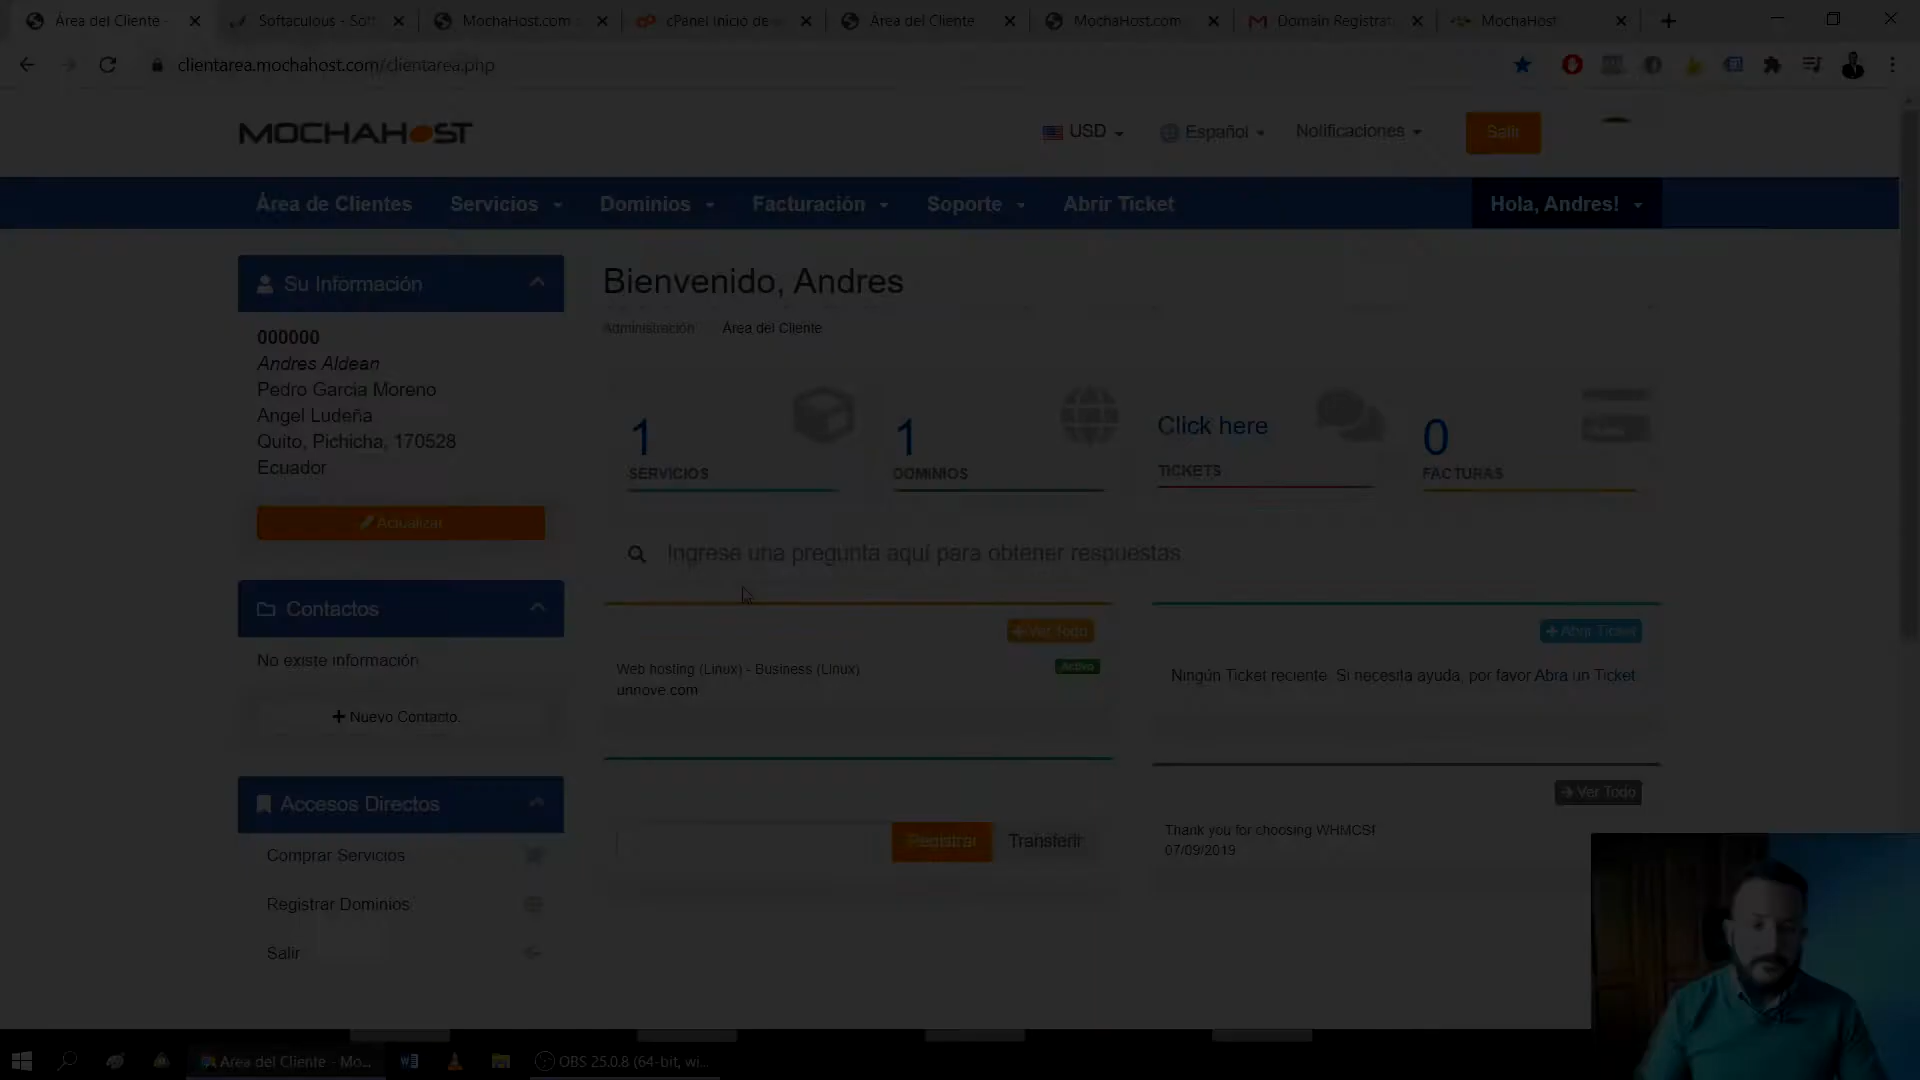 Área del Cliente -
Softaculous - Soft
MochaHost.com
cPanel Inicio de
Área del Cliente
MochaHost.com
Domain Registrat
MochaHost
clientarea.mochahost.com/clientarea.php
MOCHAHOST
USD
Español
Notificaciones
Salir
Área de Clientes
Servicios
Dominios
Facturación
Soporte
Abrir Ticket
Hola, Andres!
Su Información
000000
Andres Aldean
Pedro García Moreno
Angel Ludeña
Quito, Pichicha, 170528
Ecuador
Actualizar
Contactos
No existe información
Nuevo Contacto.
Accesos Directos
Comprar Servicios
Registrar Dominios
Salir
Bienvenido, Andres
Administración
Área del Cliente
1
SERVICIOS
1
DOMINIOS
Click here
TICKETS
0
FACTURAS
Ingrese una pregunta aquí para obtener respuestas.
Ver Todo
Web hosting (Linux) - Business (Linux)
Activo
unnove.com
Abrir Ticket
Ningún Ticket reciente. Si necesita ayuda, por favor Abra un Ticket.
Registrar
Transferir
Ver Todo
Thank you for choosing WHMCS!
07/09/2019
Área del Cliente - Mo...
OBS 25.0.8 (64-bit, wi...